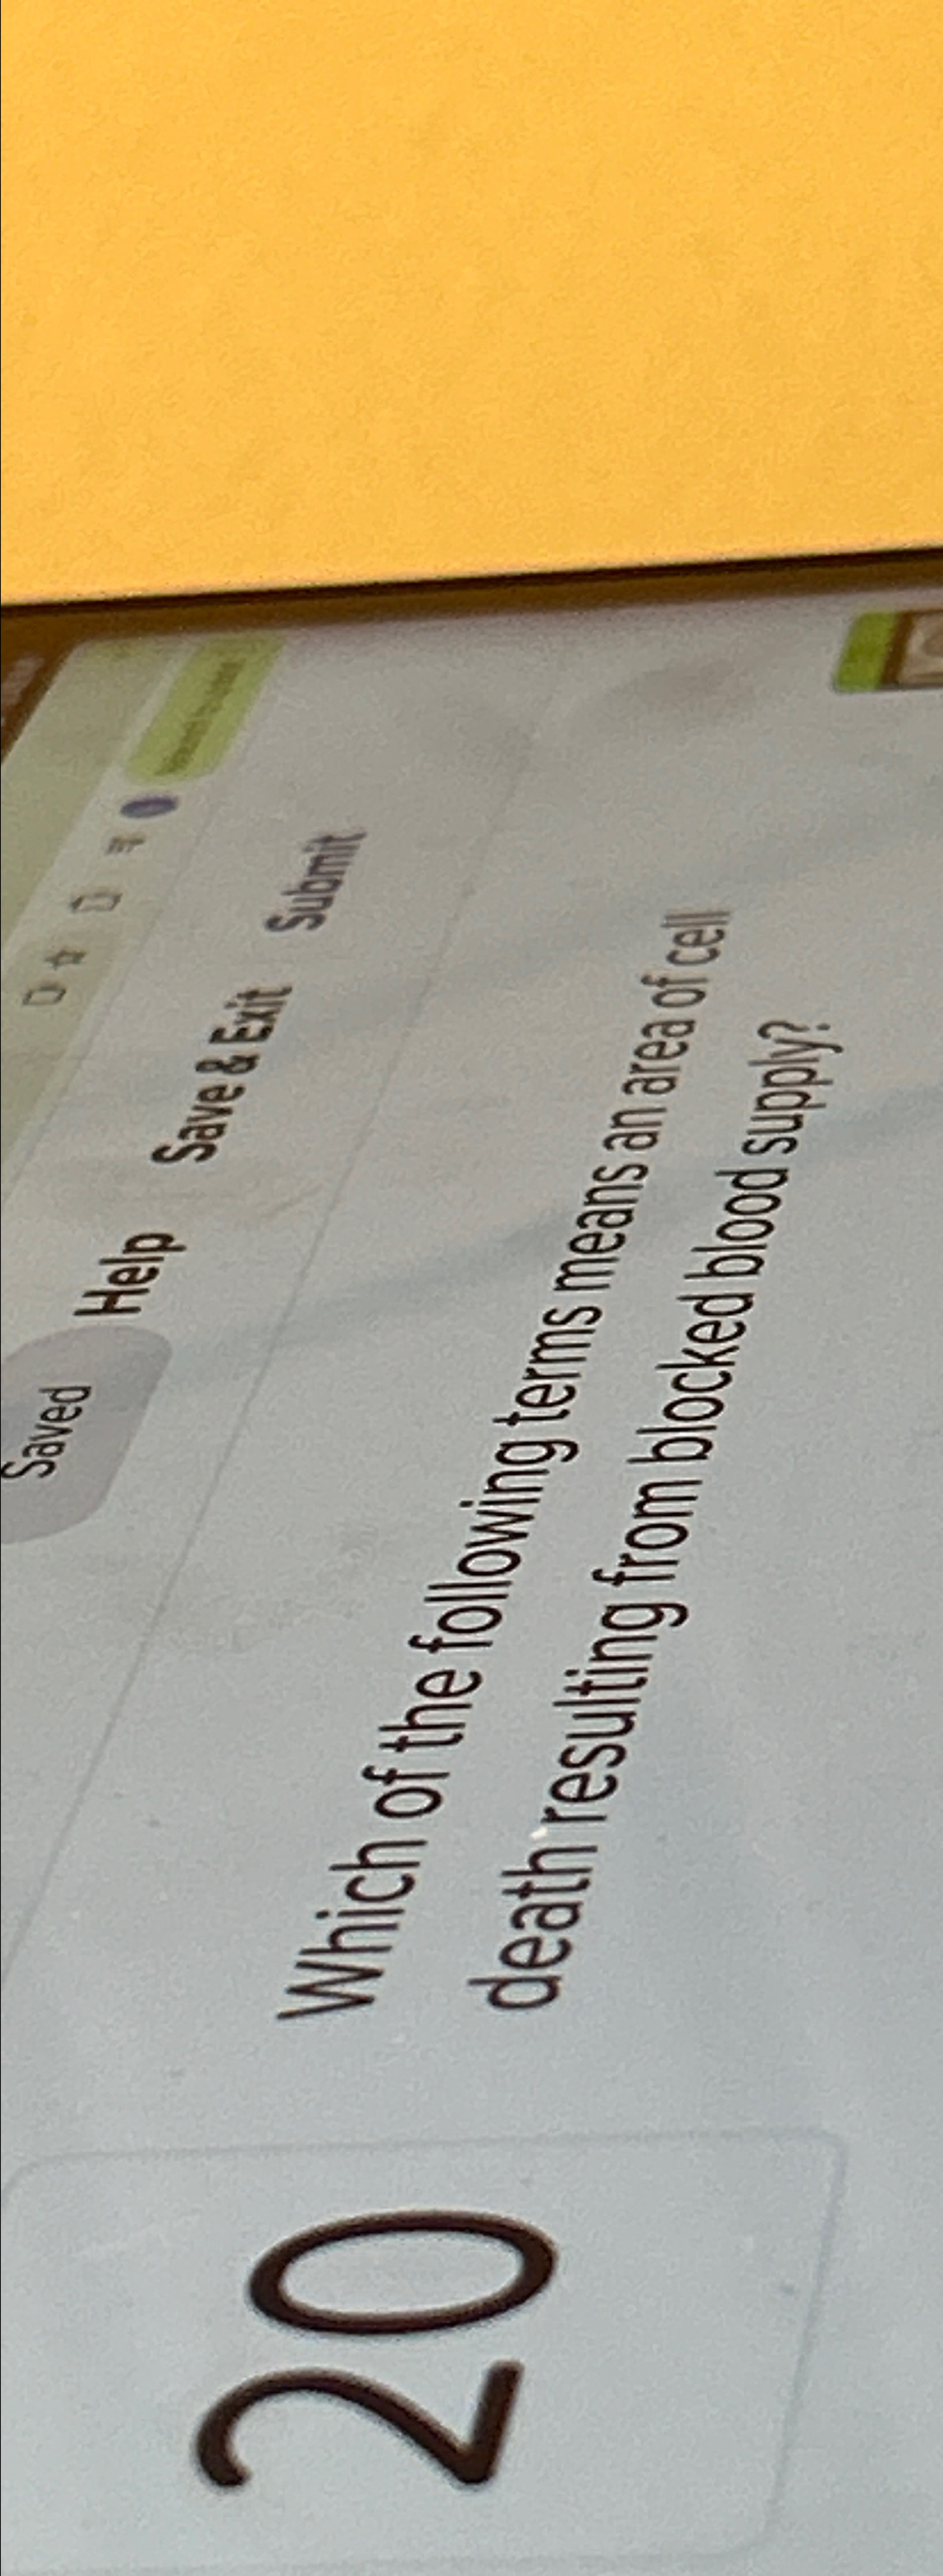 Saved
Help
Save & Exit
Submit
20
Which of the following terms means an area of cell
death resulting from blocked blood supply?